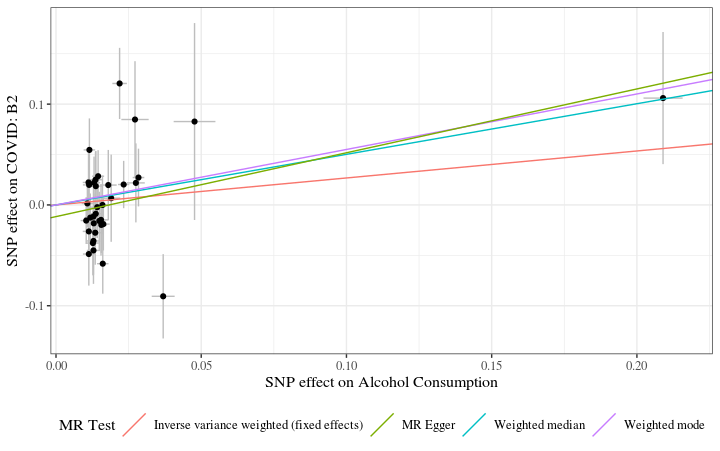 SNP effect on COVID: B2
0.1
0.0
-0.1
0.00 0.05 0.10 0.15 0.20
SNP effect on Alcohol Consumption
MR Test Inverse variance weighted (fixed effects) MR Egger Weighted median Weighted mode